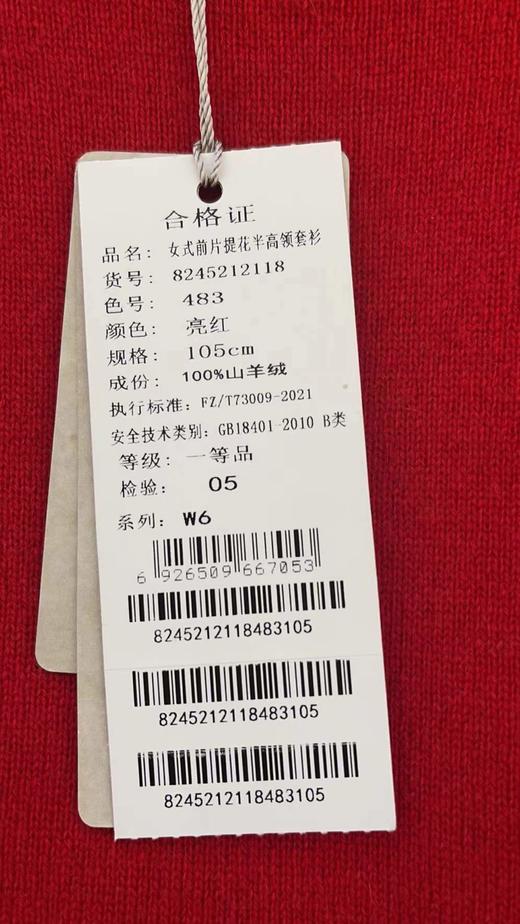 合格证
品名: 女式前片提花半高领套衫
货号: 8245212118
色号: 483
颜色: 亮红
规格: 105cm
成份: 100%山羊绒
执行标准: FZ/T73009-2021
安全技术类别: GB18401-2010 B类
等级: 一等品
检验: 05
系列: W6
6 926509 667053
8245212118483105
8245212118483105
8245212118483105